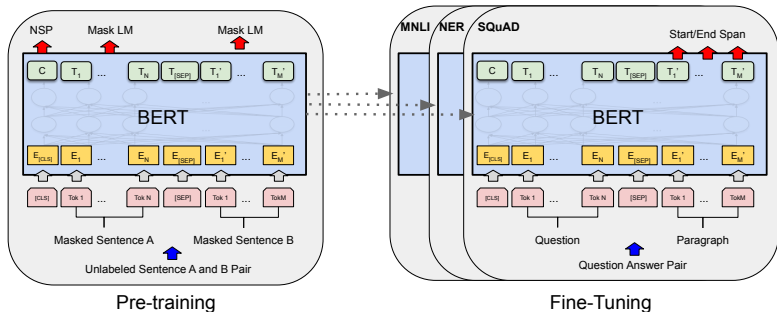 NSP Mask LM Mask LM
C T1 ... TN T[SEP] T1' ... TM'
BERT
E[CLS] E1 ... EN E[SEP] E1' ... EM'
[CLS] Tok 1 ... Tok N [SEP] Tok 1 ... TokM
Masked Sentence A Masked Sentence B
Unlabeled Sentence A and B Pair
Pre-training
MNLI NER SQuAD
Start/End Span
C T1 ... TN T[SEP] T1' ... TM'
BERT
E[CLS] E1 ... EN E[SEP] E1' ... EM'
[CLS] Tok 1 ... Tok N [SEP] Tok 1 ... TokM
Question Paragraph
Question Answer Pair
Fine-Tuning